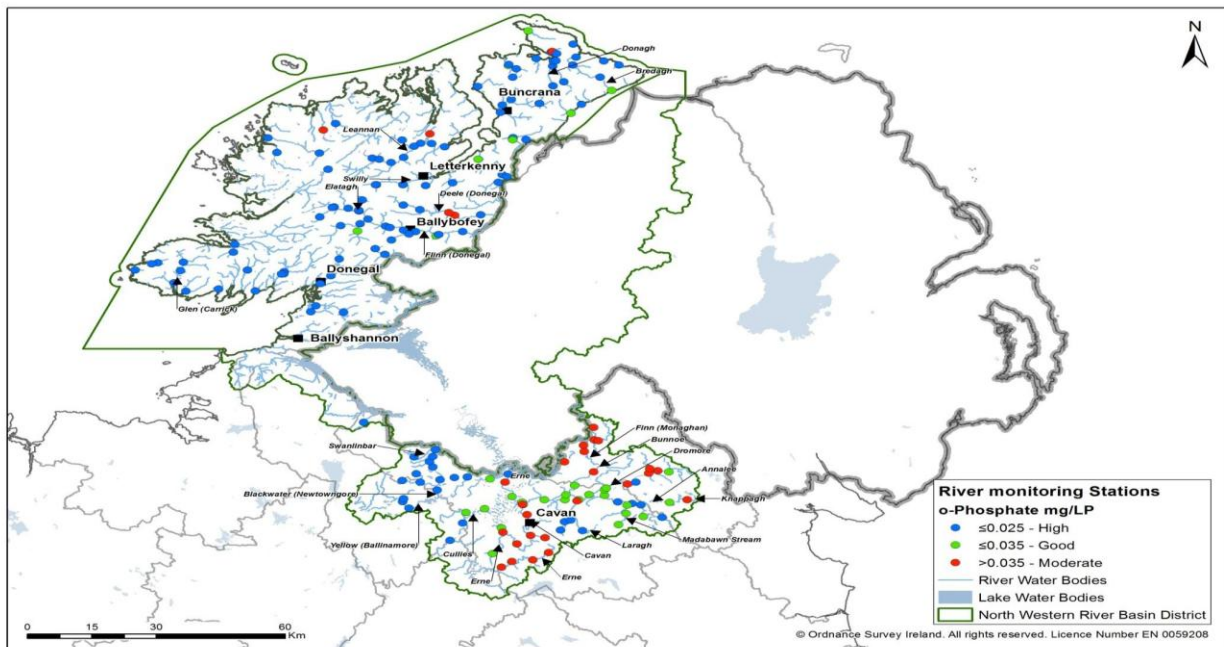 N
Donagh
Bredagh
Buncrana
Leannan
Letterkenny
Swilly
Elatagh
Deele (Donegal)
Ballybofey
Finn (Donegal)
Donegal
Glen (Carrick)
Ballyshannon
Finn (Monaghan)
Bunnoe
Dromore
Swanlinbar
Erne
Annalee
Blackwater (Newtowngore)
Knappagh
Cavan
Yellow (Ballinamore)
Madabawn Stream
Cullies
Cavan
Laragh
Erne
Erne
River monitoring Stations
o-Phosphate mg/LP
≤0.025 - High
≤0.035 - Good
>0.035 - Moderate
River Water Bodies
Lake Water Bodies
North Western River Basin District
0 15 30 60
Km
© Ordnance Survey Ireland. All rights reserved. Licence Number EN 0059208